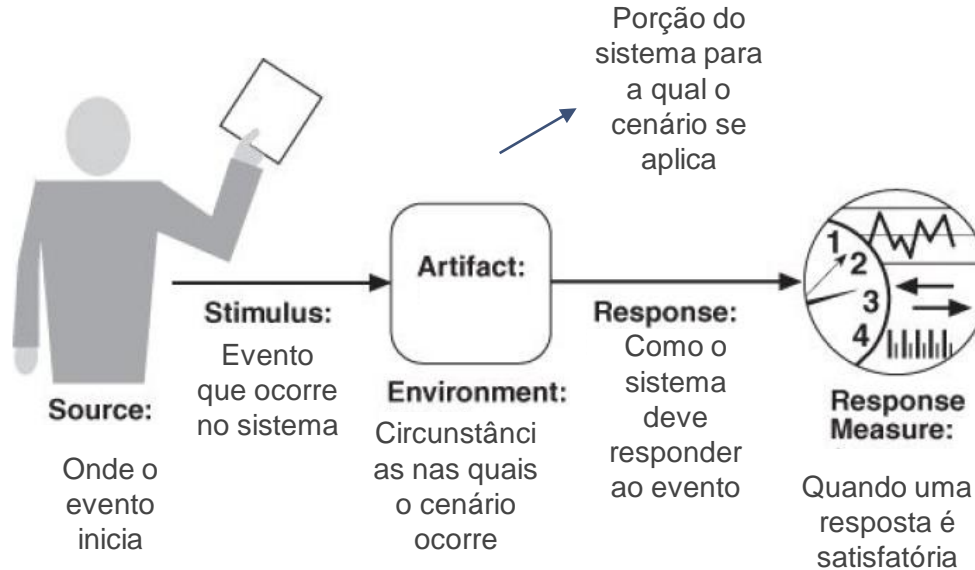 Porção do
sistema para
a qual o
cenário se
aplica
Artifact:
1
2
3
4
Stimulus:
Evento
que ocorre
no sistema
Response:
Como o
sistema
deve
responder
ao evento
Environment:
Circunstânci
as nas quais
o cenário
ocorre
Source:
Onde o
evento
inicia
Response
Measure:
Quando uma
resposta é
satisfatória